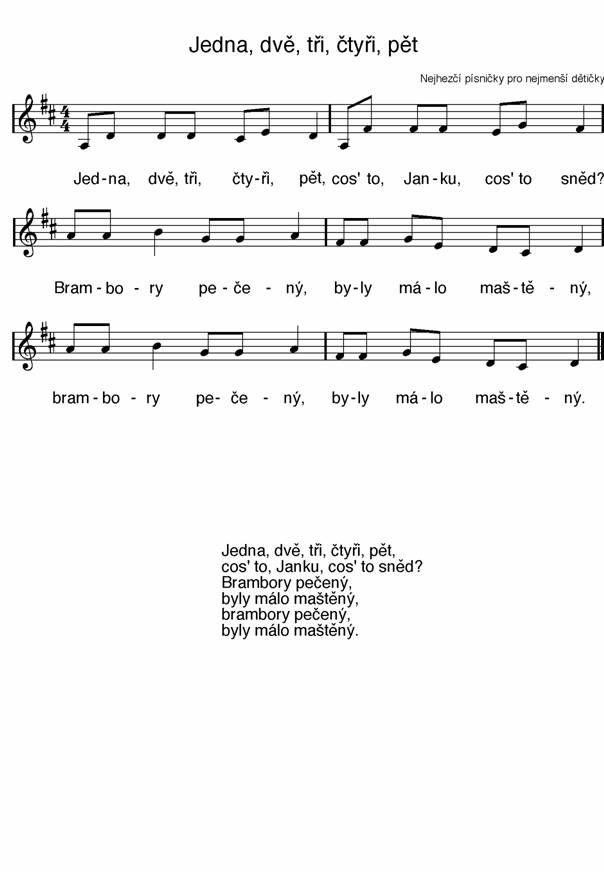 Jedna, dvě, tři, čtyři, pět
Nejhezčí písničky pro nejmenší dětičky
4
4
Jed-na, dvě, tři, čty-ři, pět, cos' to, Jan-ku, cos' to sněd?
Bram-bo-ry pe-če-ný, by-ly má-lo maš-tě-ný,
bram-bo-ry pe-če-ný, by-ly má-lo maš-tě-ný.
Jedna, dvě, tři, čtyři, pět,
cos' to, Janku, cos' to sněd?
Brambory pečený,
byly málo maštěný,
brambory pečený,
byly málo maštěný.